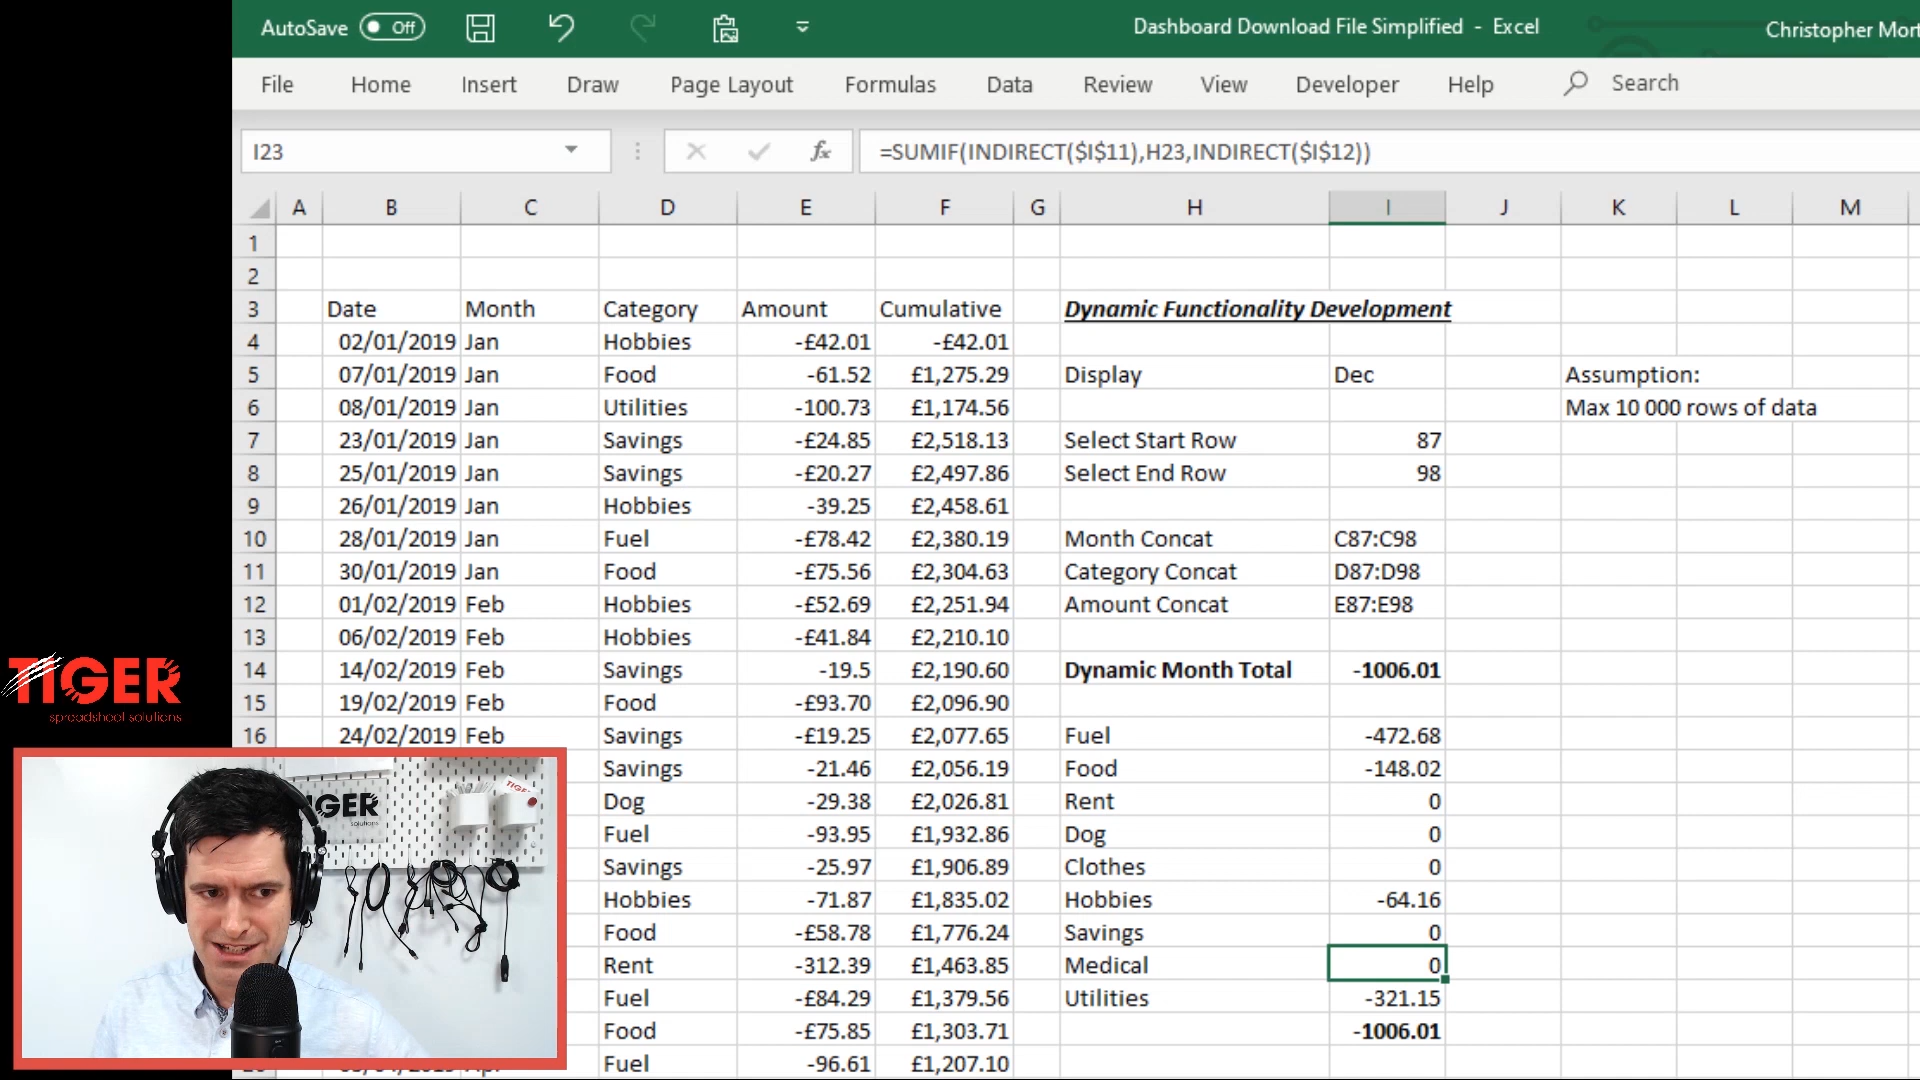 AutoSave Off Dashboard Download File Simplified - Excel Christopher Mort
File Home Insert Draw Page Layout Formulas Data Review View Developer Help Search
I23 fx =SUMIF(INDIRECT($I$11),H23,INDIRECT($I$12))
A B C D E F G H I J K L M
1
2
3 Date Month Category Amount Cumulative Dynamic Functionality Development
4 02/01/2019 Jan Hobbies -£42.01 -£42.01
5 07/01/2019 Jan Food -61.52 £1,275.29 Display Dec Assumption:
6 08/01/2019 Jan Utilities -100.73 £1,174.56 Max 10 000 rows of data
7 23/01/2019 Jan Savings -£24.85 £2,518.13 Select Start Row 87
8 25/01/2019 Jan Savings -£20.27 £2,497.86 Select End Row 98
9 26/01/2019 Jan Hobbies -39.25 £2,458.61
10 28/01/2019 Jan Fuel -£78.42 £2,380.19 Month Concat C87:C98
11 30/01/2019 Jan Food -£75.56 £2,304.63 Category Concat D87:D98
12 01/02/2019 Feb Hobbies -£52.69 £2,251.94 Amount Concat E87:E98
13 06/02/2019 Feb Hobbies -£41.84 £2,210.10
14 14/02/2019 Feb Savings -19.5 £2,190.60 Dynamic Month Total -1006.01
15 19/02/2019 Feb Food -£93.70 £2,096.90
16 24/02/2019 Feb Savings -£19.25 £2,077.65 Fuel -472.68
Savings -21.46 £2,056.19 Food -148.02
Dog -29.38 £2,026.81 Rent 0
Fuel -93.95 £1,932.86 Dog 0
Savings -25.97 £1,906.89 Clothes 0
Hobbies -71.87 £1,835.02 Hobbies -64.16
Food -£58.78 £1,776.24 Savings 0
Rent -312.39 £1,463.85 Medical 0
Fuel -£84.29 £1,379.56 Utilities -321.15
Food -£75.85 £1,303.71 -1006.01
Fuel -96.61 £1,207.10
TIGER
spreadsheet solutions
TIGER
solutions
TIGER